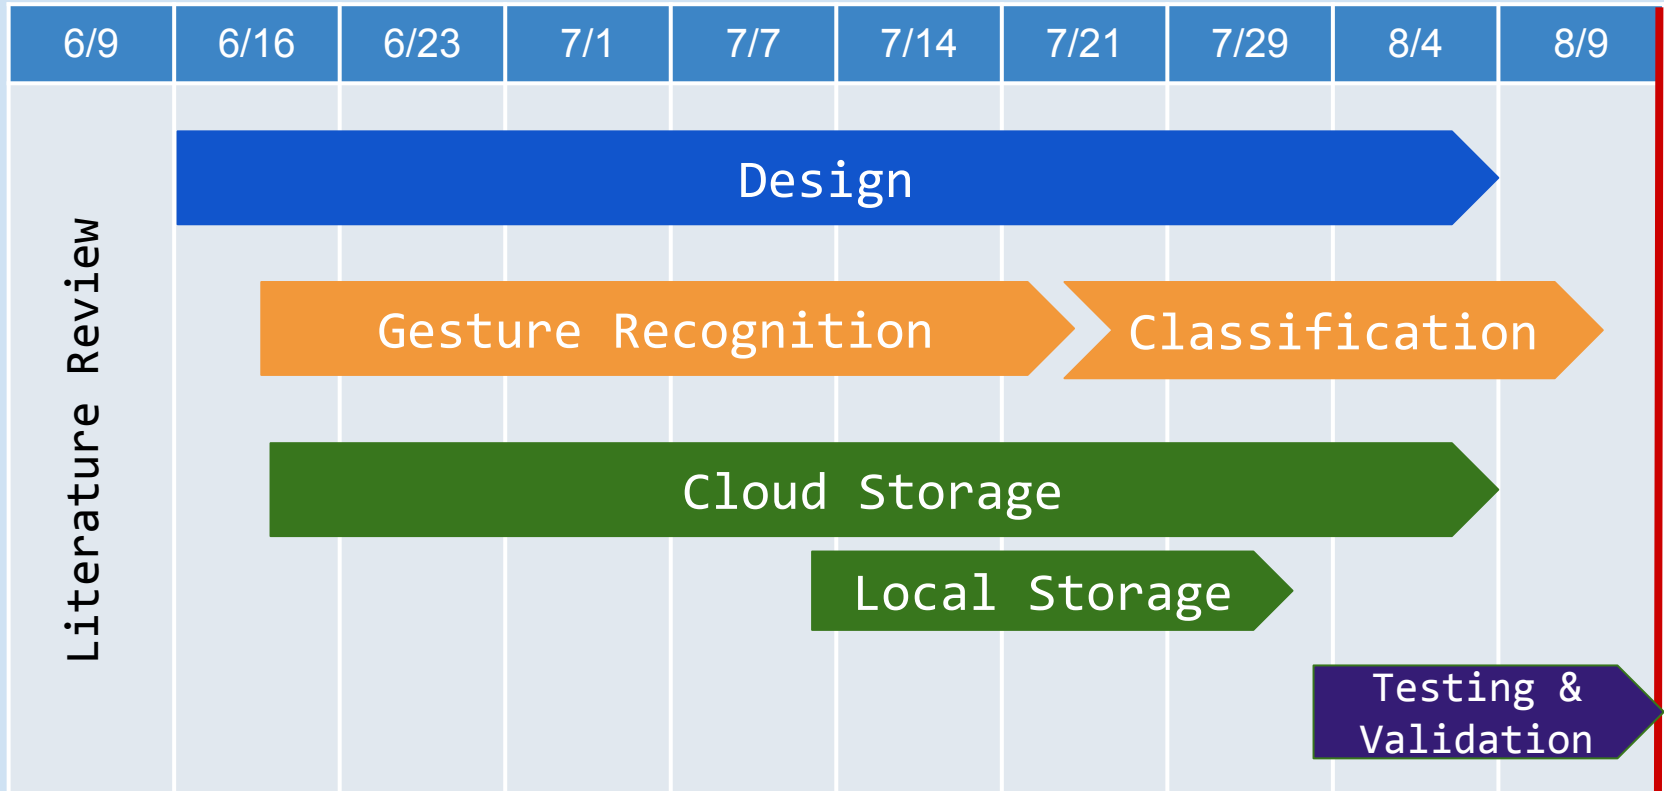 6/9 6/16 6/23 7/1 7/7 7/14 7/21 7/29 8/4 8/9
Literature Review
Design
Gesture Recognition
Classification
Cloud Storage
Local Storage
Testing &
Validation